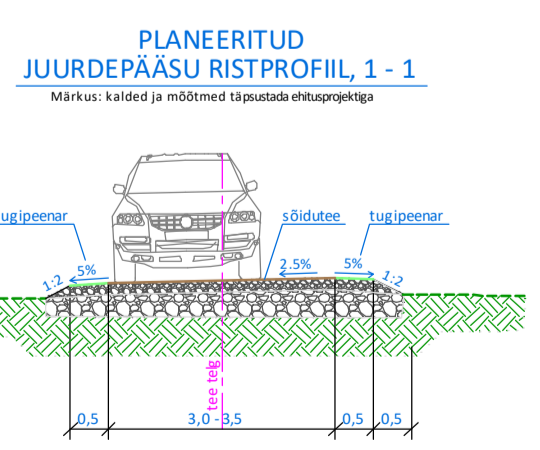 PLANEERITUD
JUURDEPÄÄSU RISTPROFIIL, 1 - 1
Märkus: kalded ja mõõtmed täpsustada ehitusprojektiga
ugipeenar
sõidutee
tugipeenar
1:2
5%
2.5%
5%
1:2
tee telg
0,5
3,0 - 3,5
0,5
0,5